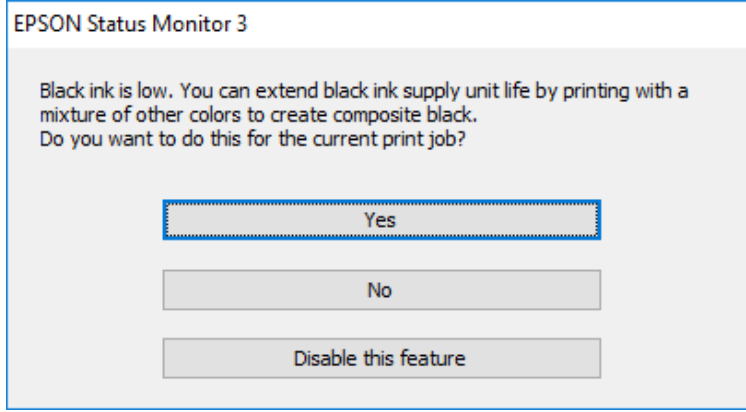 EPSON Status Monitor 3
Black ink is low. You can extend black ink supply unit life by printing with a
mixture of other colors to create composite black.
Do you want to do this for the current print job?
Yes
No
Disable this feature